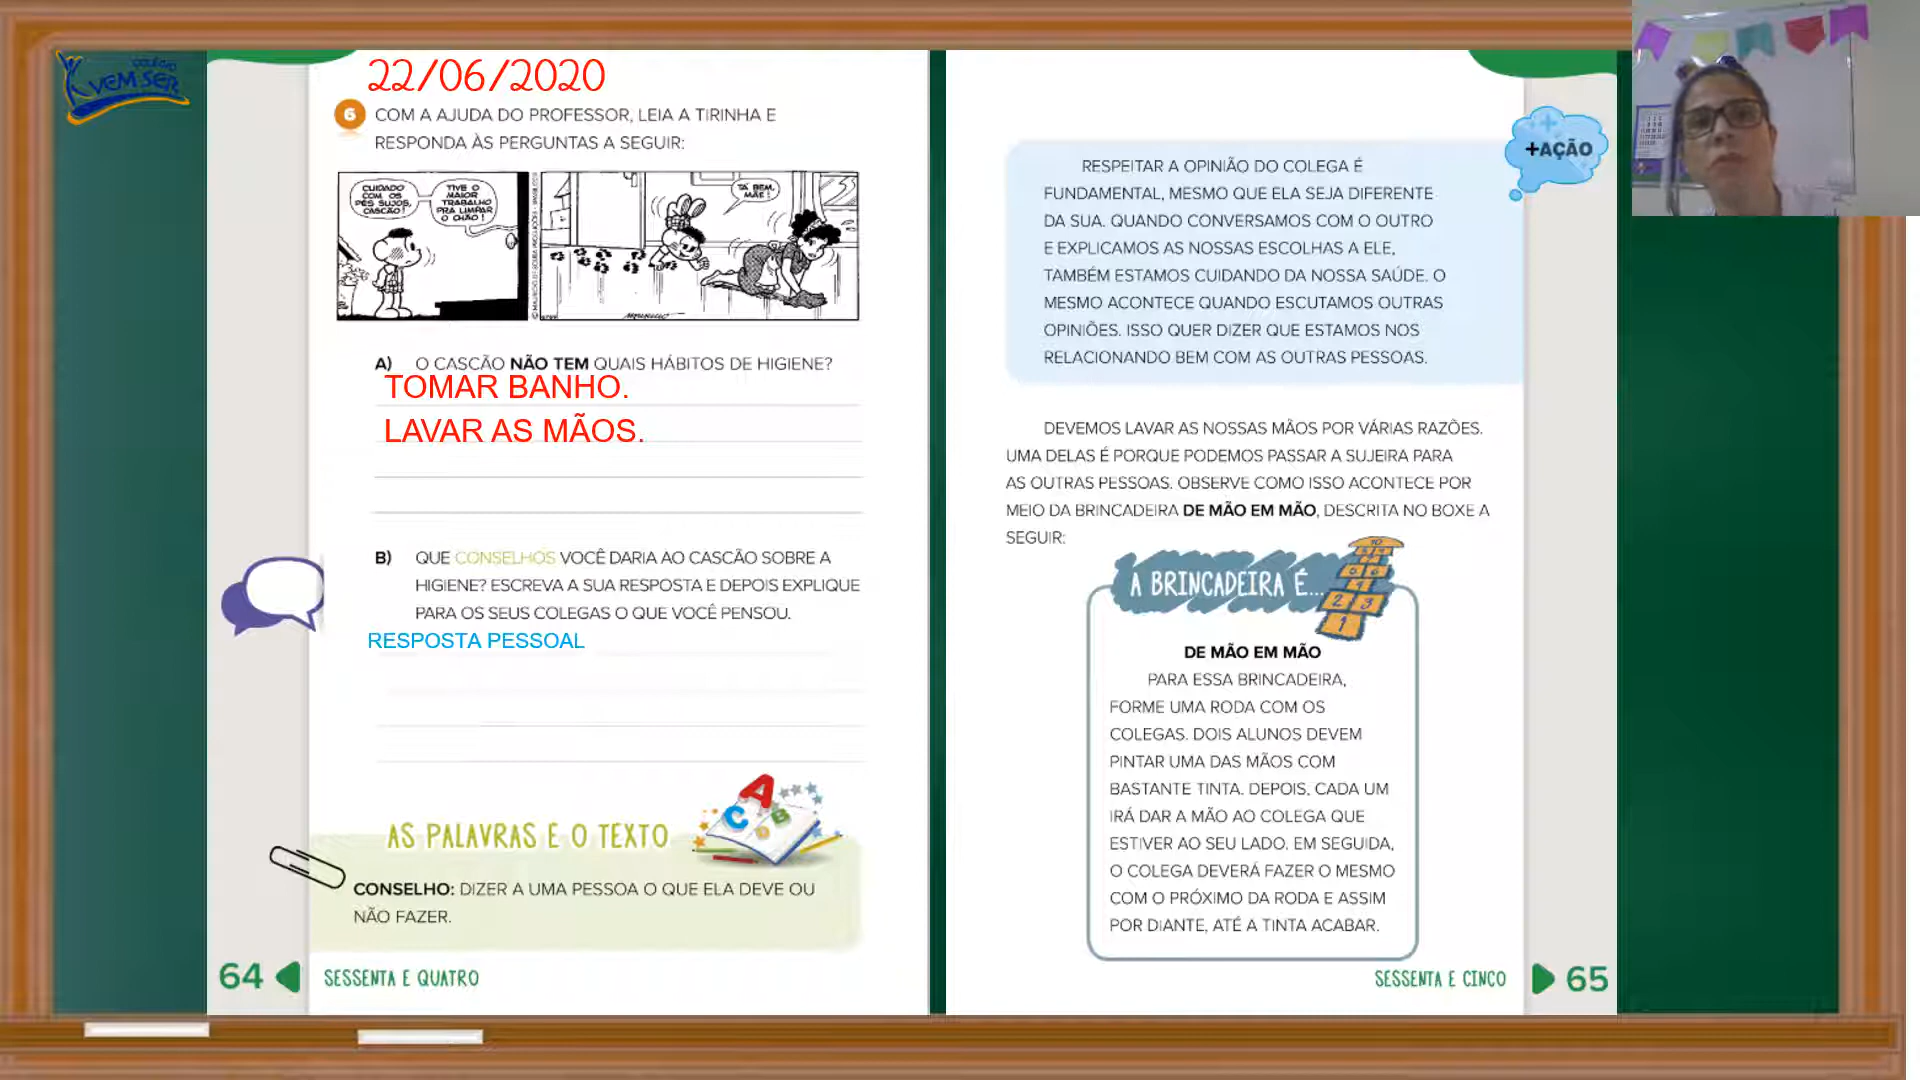 COLÉGIO
VEM SER
22/06/2020
6 COM A AJUDA DO PROFESSOR, LEIA A TIRINHA E
RESPONDA ÀS PERGUNTAS A SEGUIR:
CUIDADO
COM OS
PÉS SUJOS,
CASCÃO!
TIVE O
MAIOR
TRABALHO
PRA LIMPAR
O CHÃO!
TÁ BEM,
MÃE!
A) O CASCÃO NÃO TEM QUAIS HÁBITOS DE HIGIENE?
TOMAR BANHO.
LAVAR AS MÃOS.
B) QUE CONSELHOS VOCÊ DARIA AO CASCÃO SOBRE A
HIGIENE? ESCREVA A SUA RESPOSTA E DEPOIS EXPLIQUE
PARA OS SEUS COLEGAS O QUE VOCÊ PENSOU.
RESPOSTA PESSOAL
A
C
B
D
AS PALAVRAS E O TEXTO
CONSELHO: DIZER A UMA PESSOA O QUE ELA DEVE OU
NÃO FAZER.
64 SESSENTA E QUATRO
+AÇÃO
RESPEITAR A OPINIÃO DO COLEGA É
FUNDAMENTAL, MESMO QUE ELA SEJA DIFERENTE
DA SUA. QUANDO CONVERSAMOS COM O OUTRO
E EXPLICAMOS AS NOSSAS ESCOLHAS A ELE,
TAMBÉM ESTAMOS CUIDANDO DA NOSSA SAÚDE. O
MESMO ACONTECE QUANDO ESCUTAMOS OUTRAS
OPINIÕES. ISSO QUER DIZER QUE ESTAMOS NOS
RELACIONANDO BEM COM AS OUTRAS PESSOAS.
DEVEMOS LAVAR AS NOSSAS MÃOS POR VÁRIAS RAZÕES.
UMA DELAS É PORQUE PODEMOS PASSAR A SUJEIRA PARA
AS OUTRAS PESSOAS. OBSERVE COMO ISSO ACONTECE POR
MEIO DA BRINCADEIRA DE MÃO EM MÃO, DESCRITA NO BOXE A
SEGUIR:
A BRINCADEIRA É...
10
5 6
4
2 3
1
DE MÃO EM MÃO
PARA ESSA BRINCADEIRA,
FORME UMA RODA COM OS
COLEGAS. DOIS ALUNOS DEVEM
PINTAR UMA DAS MÃOS COM
BASTANTE TINTA. DEPOIS, CADA UM
IRÁ DAR A MÃO AO COLEGA QUE
ESTIVER AO SEU LADO. EM SEGUIDA,
O COLEGA DEVERÁ FAZER O MESMO
COM O PRÓXIMO DA RODA E ASSIM
POR DIANTE, ATÉ A TINTA ACABAR.
SESSENTA E CINCO 65